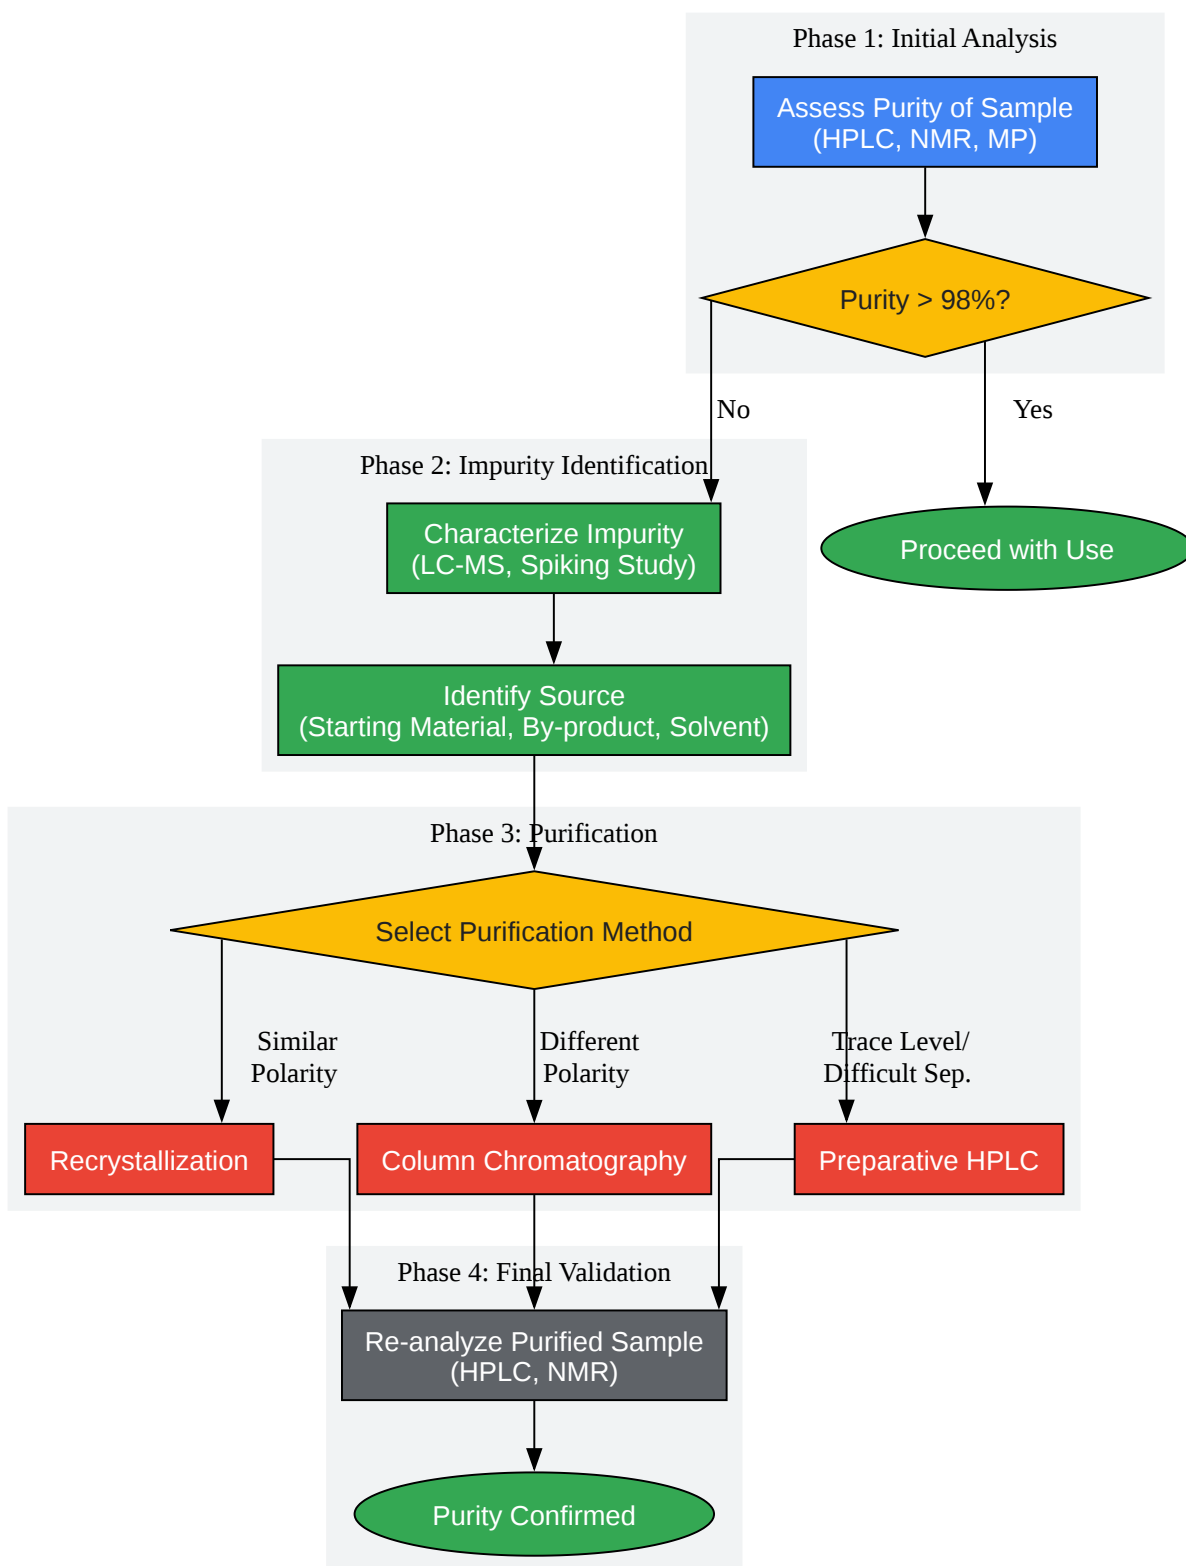 Phase 1: Initial Analysis
Assess Purity of Sample
(HPLC, NMR, MP)
Purity > 98%?
No
Yes
Phase 2: Impurity Identification
Characterize Impurity
(LC-MS, Spiking Study)
Proceed with Use
Identify Source
(Starting Material, By-product, Solvent)
Phase 3: Purification
Select Purification Method
Similar
Polarity
Different
Polarity
Trace Level/
Difficult Sep.
Recrystallization
Column Chromatography
Preparative HPLC
Phase 4: Final Validation
Re-analyze Purified Sample
(HPLC, NMR)
Purity Confirmed